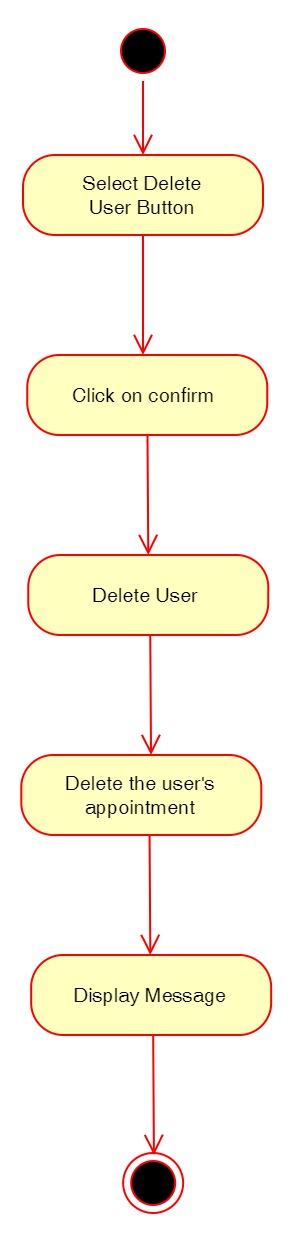 Select Delete
User Button
Click on confirm
Delete User
Delete the user's
appointment
Display Message